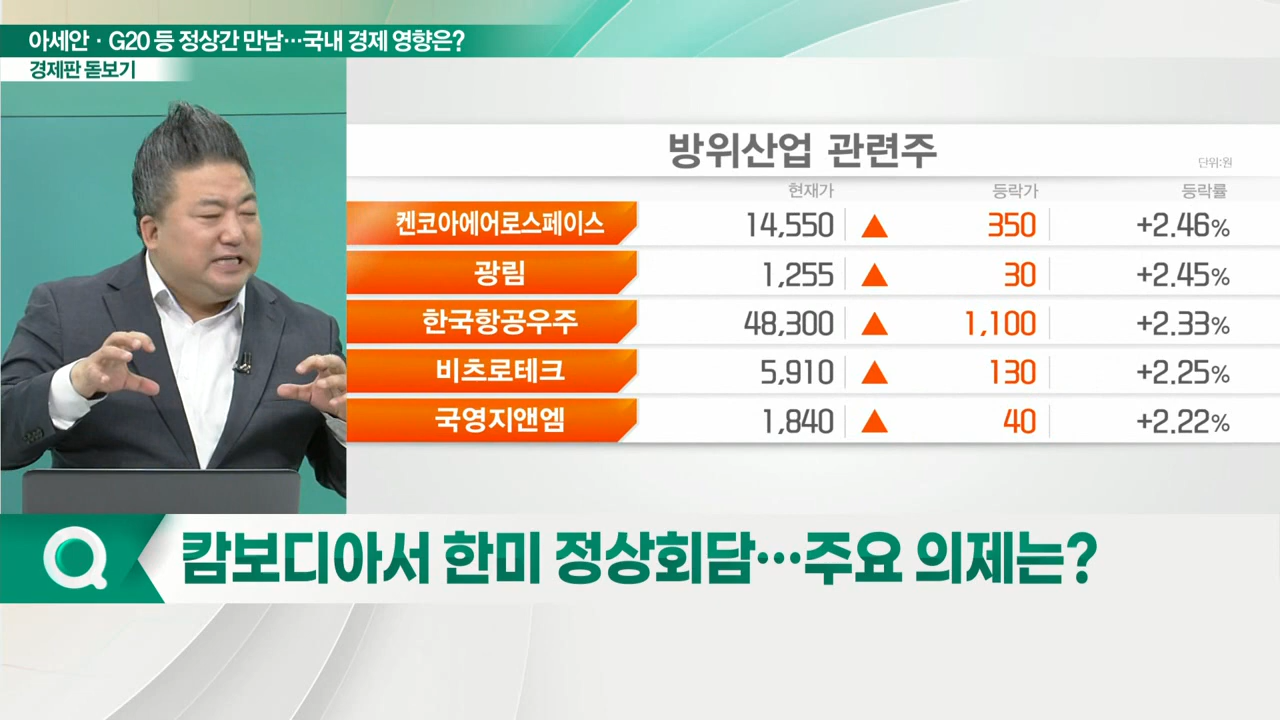 아세안 · G20 등 정상간 만남…국내 경제 영향은?
경제판 돋보기
방위산업 관련주
단위:원
현재가 등락가 등락률
켄코아에어로스페이스 14,550 ▲ 350 +2.46%
광림 1,255 ▲ 30 +2.45%
한국항공우주 48,300 ▲ 1,100 +2.33%
비츠로테크 5,910 ▲ 130 +2.25%
국영지앤엠 1,840 ▲ 40 +2.22%
Q 캄보디아서 한미 정상회담…주요 의제는?